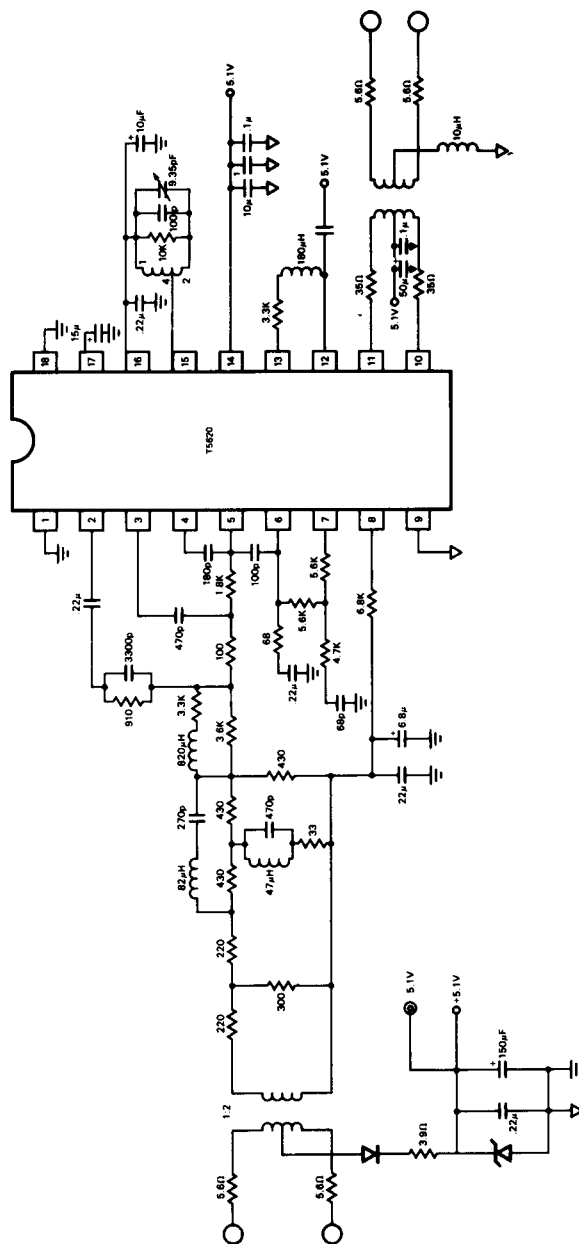 5.6Ω
5.6Ω
1:2
220
300
220
82μH
270p
820μH
3.3K
910
3300p
22μ
430
430
47μH
470p
33
430
3.6K
100
470p
1.8K
180p
100p
68
.22μ
5.6K
5.6K
4.7K
68p
6.8K
22μ
+
6.8μ
3.9Ω
5.1V
+5.1V
.22μ
+
150μF
1
2
3
4
5
6
7
8
9
T5620
18
17
16
15
14
13
12
11
10
+
15μ
.22μ
1
4
2
10K
100p
9.35pF
+
10μF
5.1V
10μ
1
.1μ
3.3K
180μH
5.1V
35Ω
35Ω
5.1V
50μ
+
.1μ
5.6Ω
5.6Ω
10μH